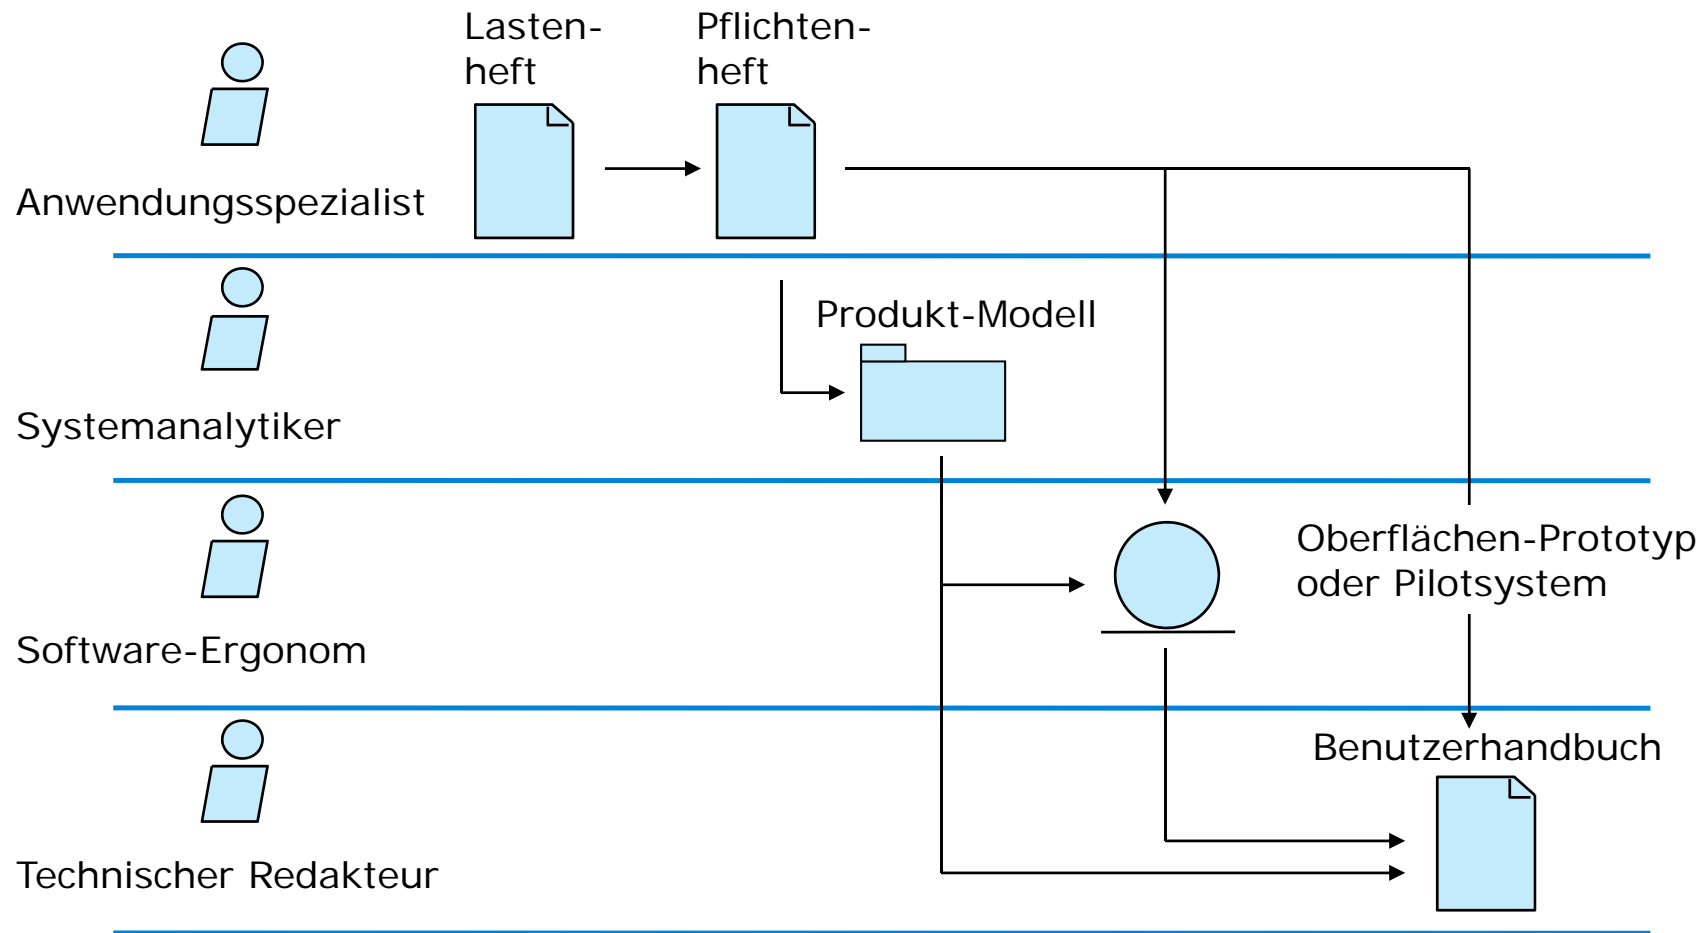 Lasten-
heft
Pflichten-
heft
Anwendungsspezialist
Produkt-Modell
Systemanalytiker
Oberflächen-Prototyp
oder Pilotsystem
Software-Ergonom
Benutzerhandbuch
Technischer Redakteur